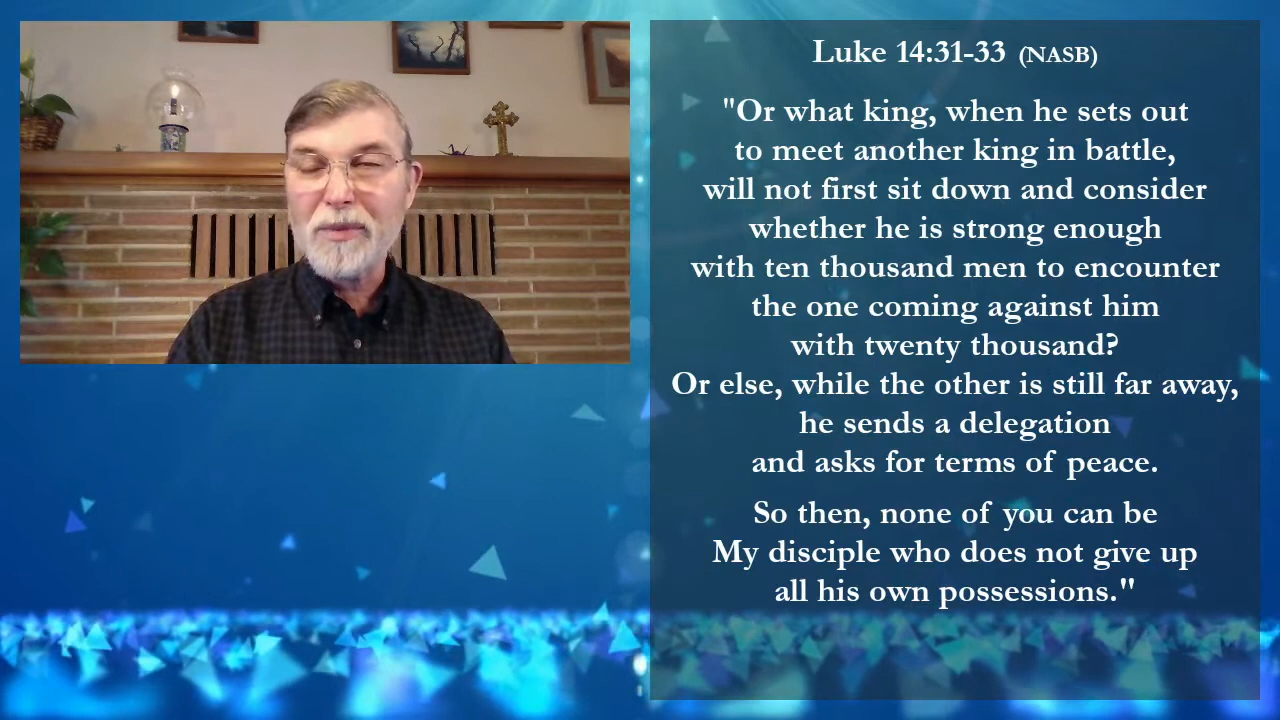 Luke 14:31-33 (NASB)
"Or what king, when he sets out
to meet another king in battle,
will not first sit down and consider
whether he is strong enough
with ten thousand men to encounter
the one coming against him
with twenty thousand?
Or else, while the other is still far away,
he sends a delegation
and asks for terms of peace.
So then, none of you can be
My disciple who does not give up
all his own possessions."